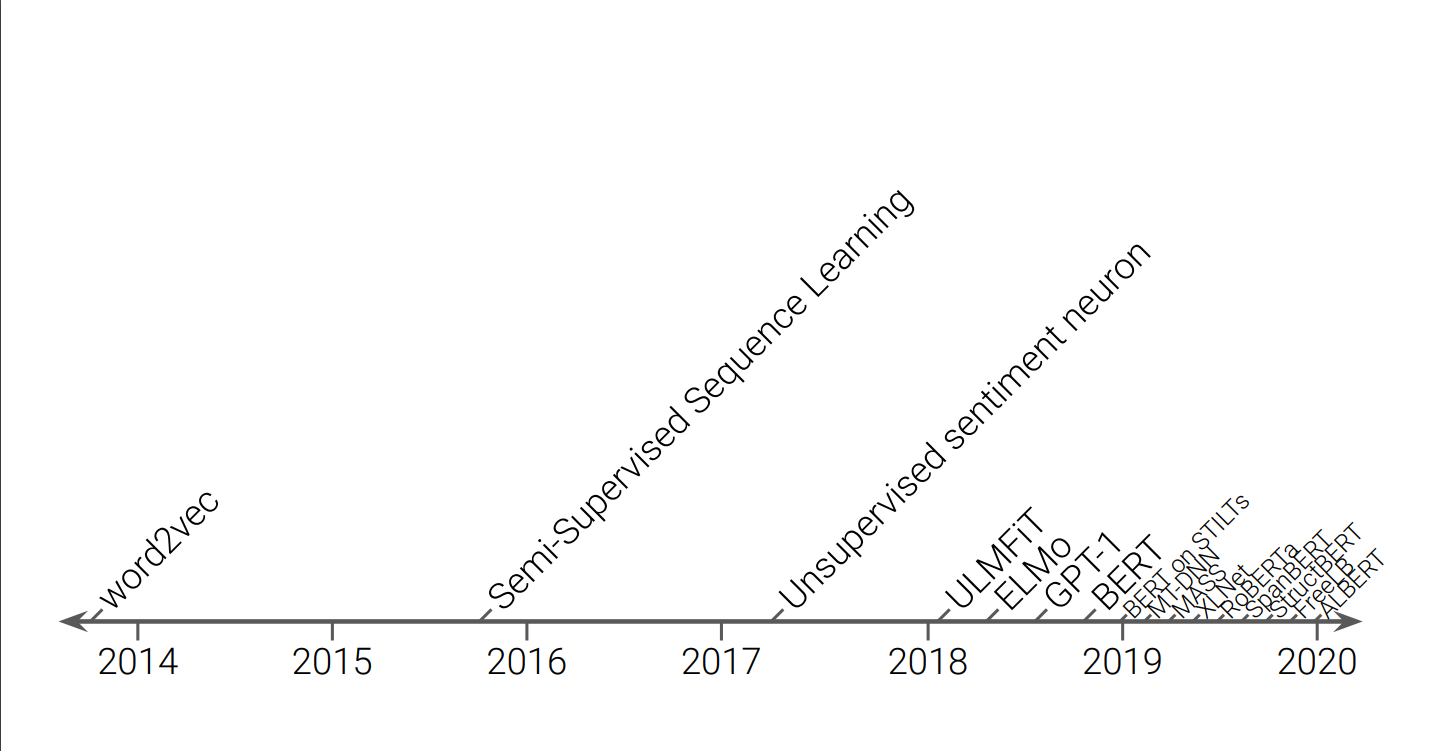 word2vec
Semi-Supervised Sequence Learning
Unsupervised sentiment neuron
ULMFiT
ELMo
GPT-1
BERT
BERT on STILTs
MT-DNN
MASS
XLNet
RoBERTa
SpanBERT
StructBERT
FreeLB
ALBERT
2014
2015
2016
2017
2018
2019
2020